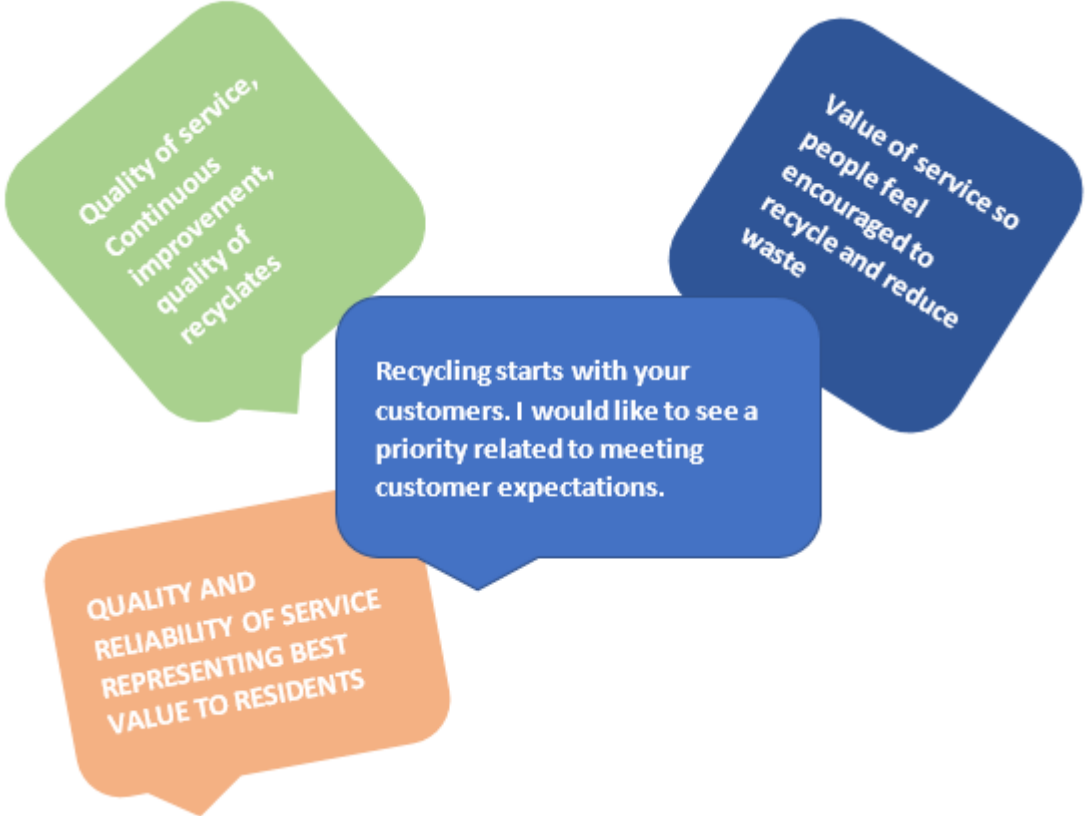 Quality of service,
Continuous
improvement,
quality of
recyclates
Value of service so
people feel
encouraged to
recycle and reduce
waste
Recycling starts with your
customers. I would like to see a
priority related to meeting
customer expectations.
QUALITY AND
RELIABILITY OF SERVICE
REPRESENTING BEST
VALUE TO RESIDENTS